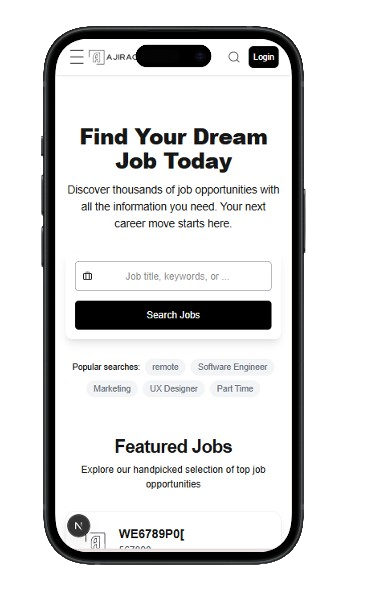 AJIRA
Login
Find Your Dream
Job Today
Discover thousands of job opportunities with
all the information you need. Your next
career move starts here.
Job title, keywords, or ...
Search Jobs
Popular searches: remote Software Engineer
Marketing UX Designer Part Time
Featured Jobs
Explore our handpicked selection of top job
opportunities
N
WE6789P0[